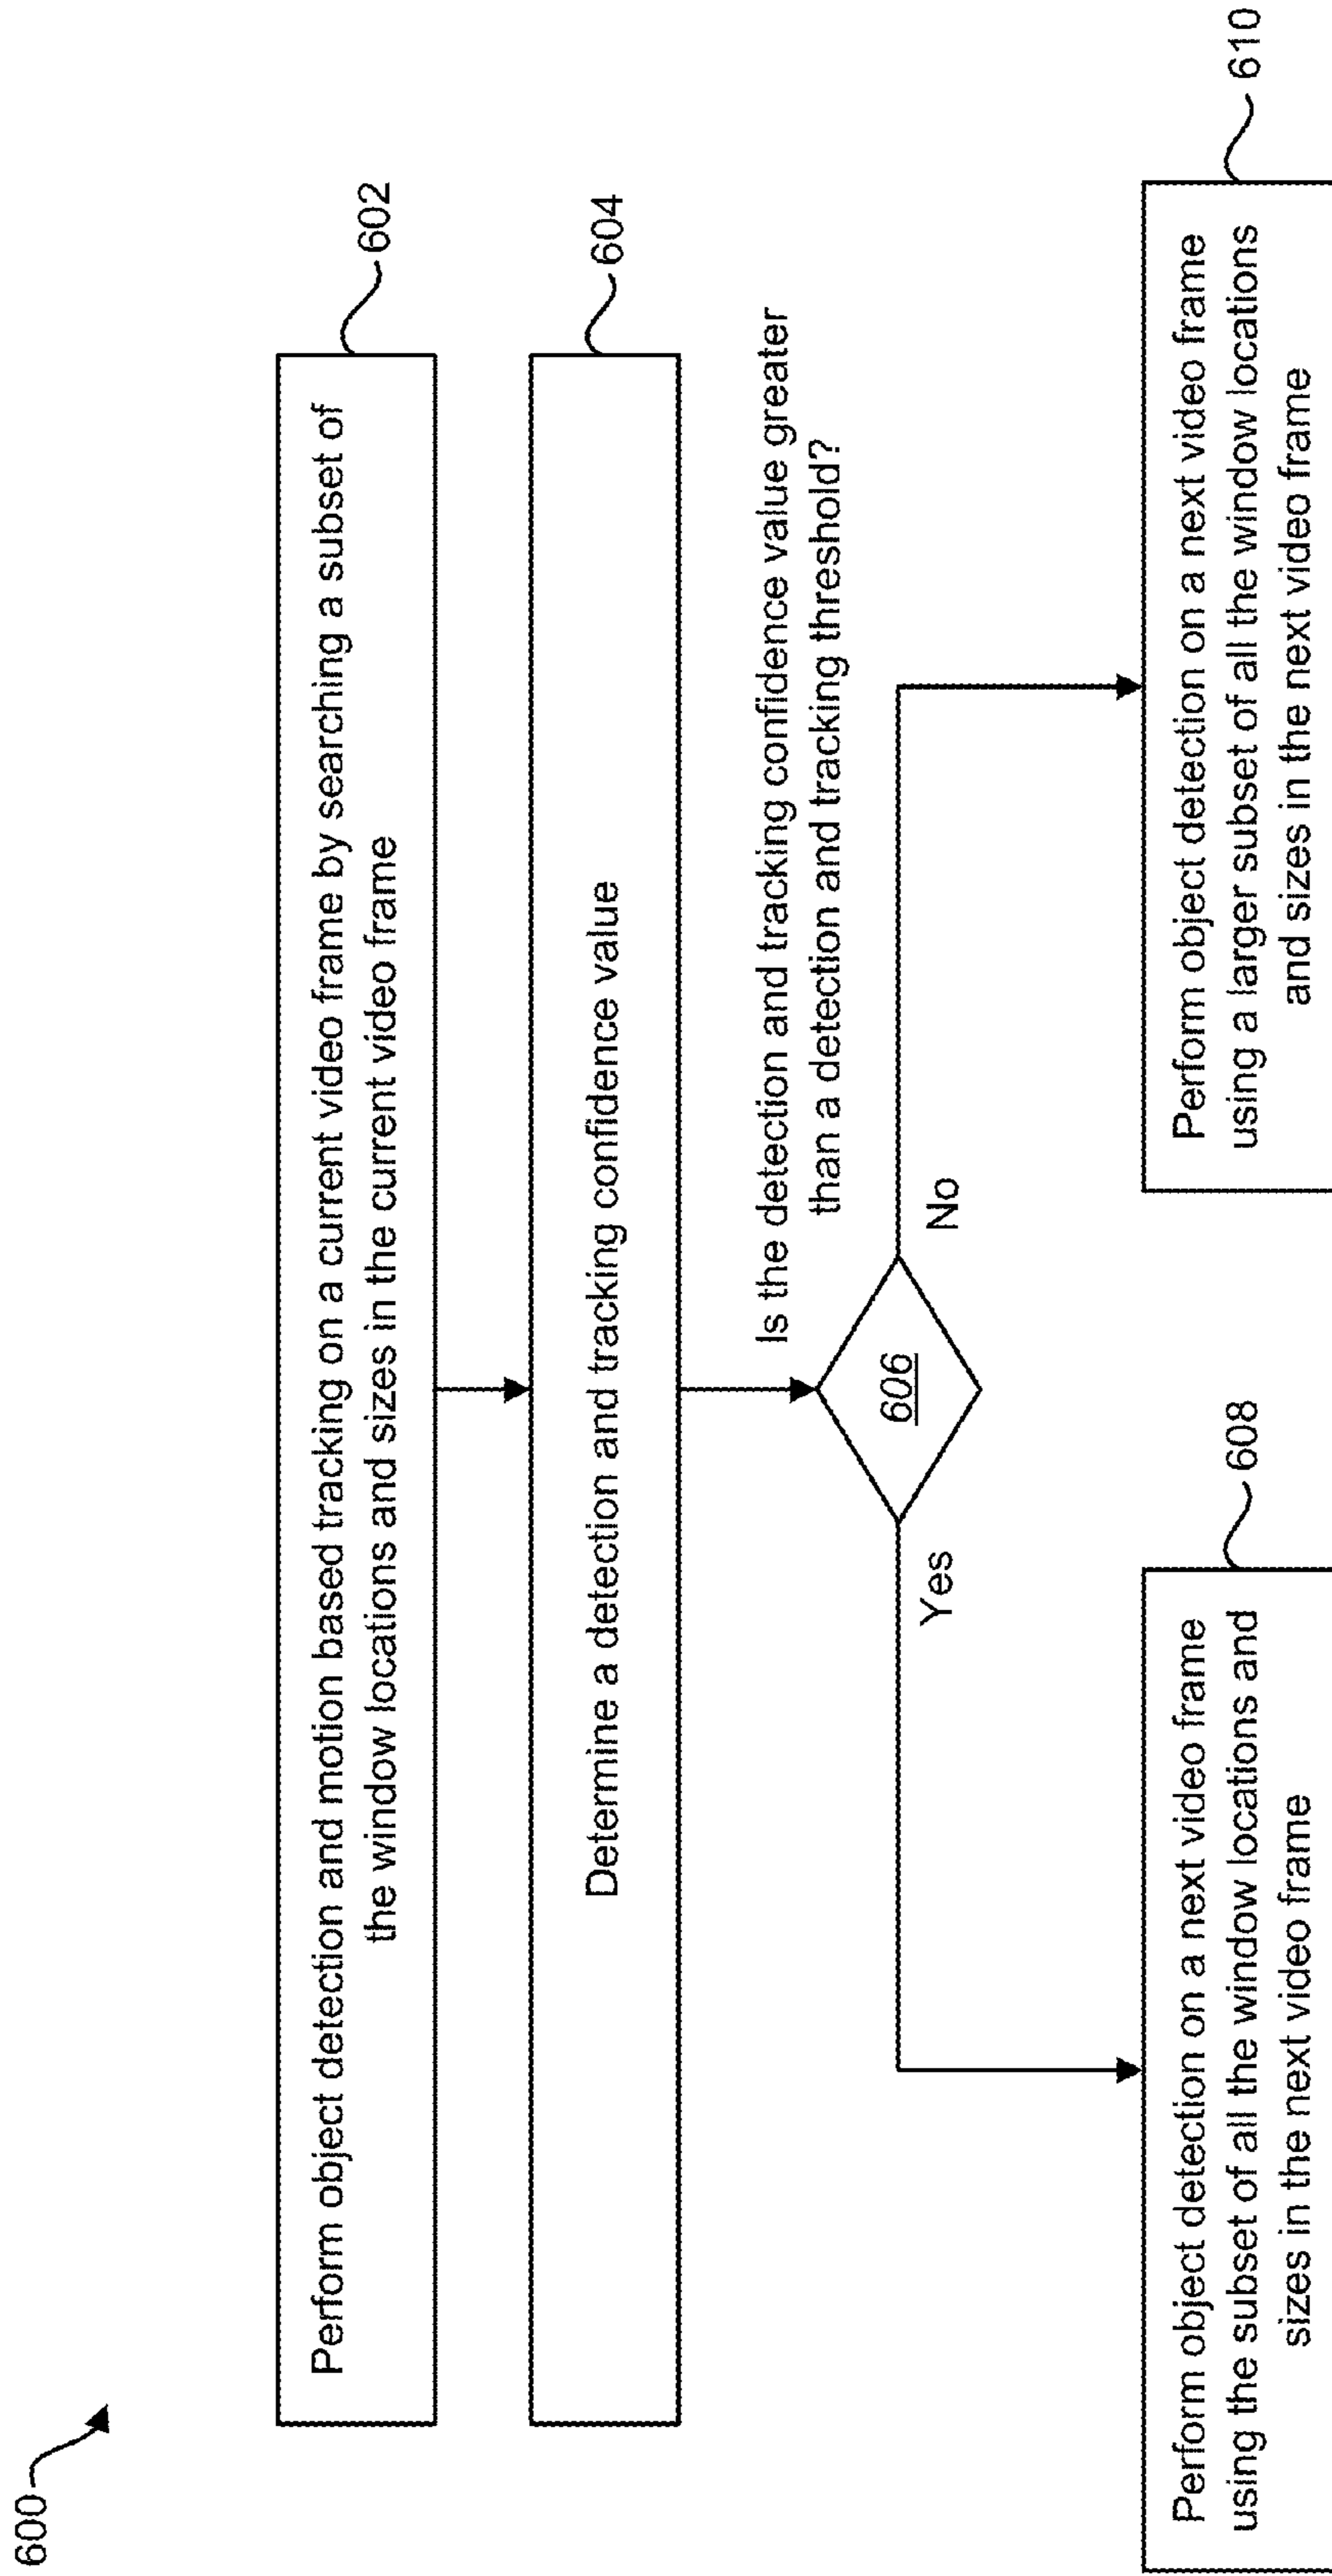 600
Perform object detection and motion based tracking on a current video frame by searching a subset of
the window locations and sizes in the current video frame
602
Determine a detection and tracking confidence value
604
Is the detection and tracking confidence value greater
than a detection and tracking threshold?
606
Yes
No
Perform object detection on a next video frame
using the subset of all the window locations and
sizes in the next video frame
608
Perform object detection on a next video frame
using a larger subset of all the window locations
and sizes in the next video frame
610